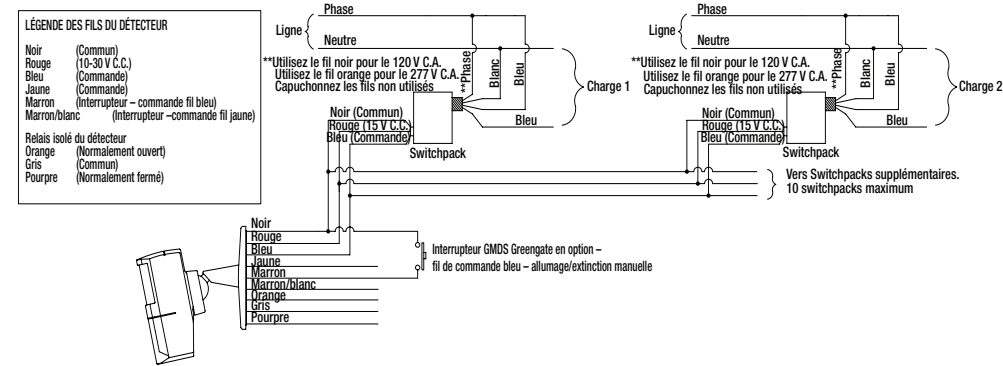 LÉGENDE DES FILS DU DÉTECTEUR
Noir (Commun)
Rouge (10-30 V C.C.)
Bleu (Commande)
Jaune (Commande)
Marron (Interrupteur – commande fil bleu)
Marron/blanc (Interrupteur –commande fil jaune)
Relais isolé du détecteur
Orange (Normalement ouvert)
Gris (Commun)
Pourpre (Normalement fermé)
Phase
Ligne
Neutre
**Utilisez le fil noir pour le 120 V C.A.
Utilisez le fil orange pour le 277 V C.A.
Capuchonnez les fils non utilisés
**Phase
Blanc
Bleu
Charge 1
Noir (Commun)
Rouge (15 V C.C.)
Bleu (Commande)
Bleu
Switchpack
Phase
Ligne
Neutre
**Utilisez le fil noir pour le 120 V C.A.
Utilisez le fil orange pour le 277 V C.A.
Capuchonnez les fils non utilisés
**Phase
Blanc
Bleu
Charge 2
Noir (Commun)
Rouge (15 V C.C.)
Bleu (Commande)
Bleu
Switchpack
Vers Switchpacks supplémentaires.
10 switchpacks maximum
Noir
Rouge
Bleu
Jaune
Marron
Marron/blanc
Orange
Gris
Pourpre
Interrupteur GMDS Greengate en option –
fil de commande bleu – allumage/extinction manuelle